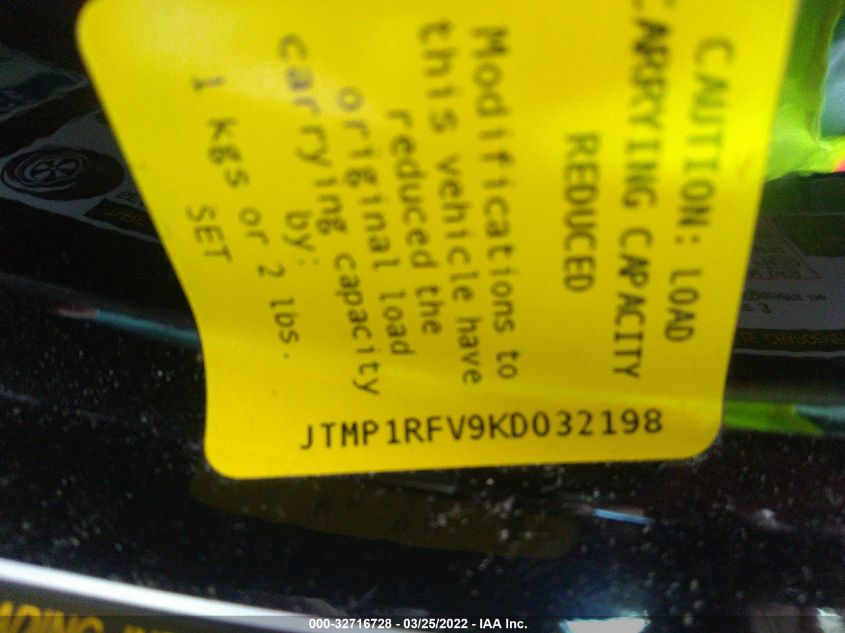 CAUTION: LOAD
CARRYING CAPACITY
REDUCED
Modifications to
this vehicle have
reduced the
original load
carrying capacity
by:
1 Kgs or 2 lbs.
SET
JTMP1RFV9KD032198
000-32716728 - 03/25/2022 - IAA Inc.